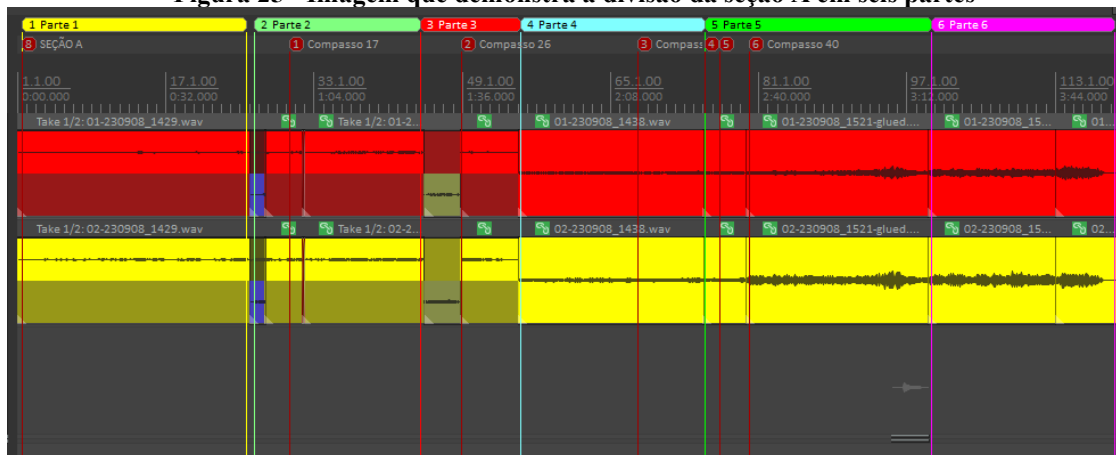 Figura 23 - Imagem que demonstra a divisão da seção A em seis partes
1 Parte 1 2 Parte 2 3 Parte 3 4 Parte 4 5 Parte 5 6 Parte 6
8 SEÇÃO A 1 Compasso 17 2 Compasso 26 3 Compass 4 5 6 Compasso 40
1.1.00 17.1.00 33.1.00 49.1.00 65.1.00 81.1.00 97.1.00 113.1.00
0:00.000 0:32.000 1:04.000 1:36.000 2:08.000 2:40.000 3:12.000 3:44.000
Take 1/2: 01-230908_1429.wav Take 1/2: 01-2... 01-230908_1438.wav 01-230908_1521-glued.... 01-230908_15... 01...
Take 1/2: 02-230908_1429.wav Take 1/2: 02-2... 02-230908_1438.wav 02-230908_1521-glued.... 02-230908_15... 02...